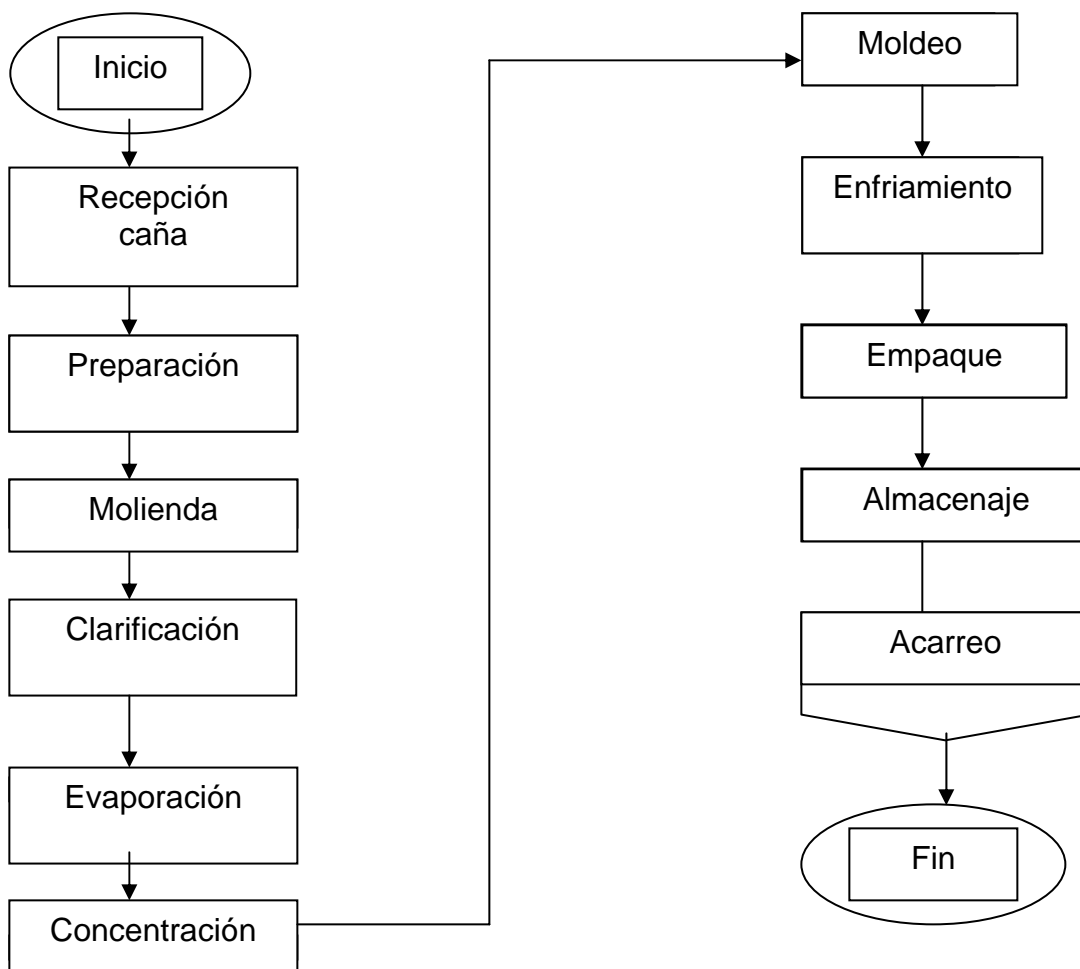 Inicio
Recepción
caña
Preparación
Molienda
Clarificación
Evaporación
Concentración
Moldeo
Enfriamiento
Empaque
Almacenaje
Acarreo
Fin